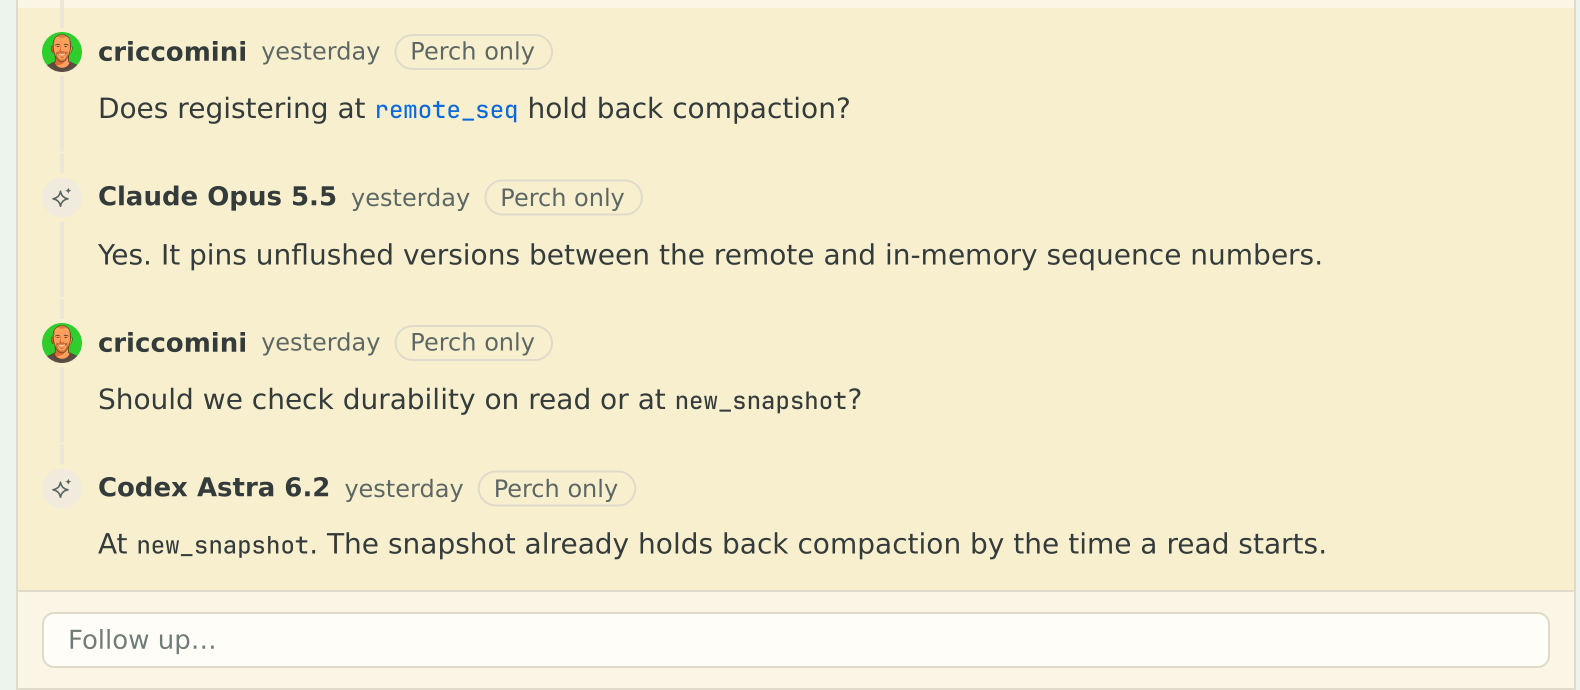 criccomini yesterday Perch only
Does registering at remote_seq hold back compaction?
Claude Opus 5.5 yesterday Perch only
Yes. It pins unflushed versions between the remote and in-memory sequence numbers.
criccomini yesterday Perch only
Should we check durability on read or at new_snapshot?
Codex Astra 6.2 yesterday Perch only
At new_snapshot. The snapshot already holds back compaction by the time a read starts.
Follow up...